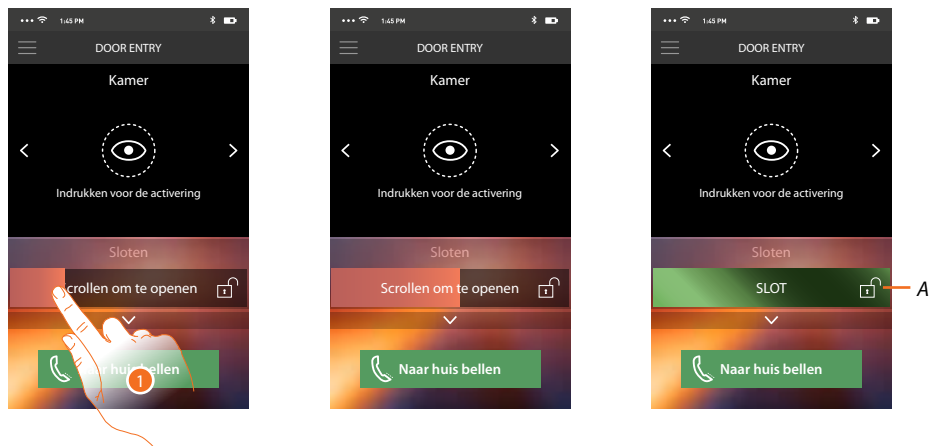 1:45 PM
DOOR ENTRY
Kamer
Indrukken voor de activering
Sloten
crollen om te openen
huis bellen
1
1:45 PM
DOOR ENTRY
Kamer
Indrukken voor de activering
Sloten
Scrollen om te openen
Naar huis bellen
1:45 PM
DOOR ENTRY
Kamer
Indrukken voor de activering
Sloten
SLOT
A
Naar huis bellen